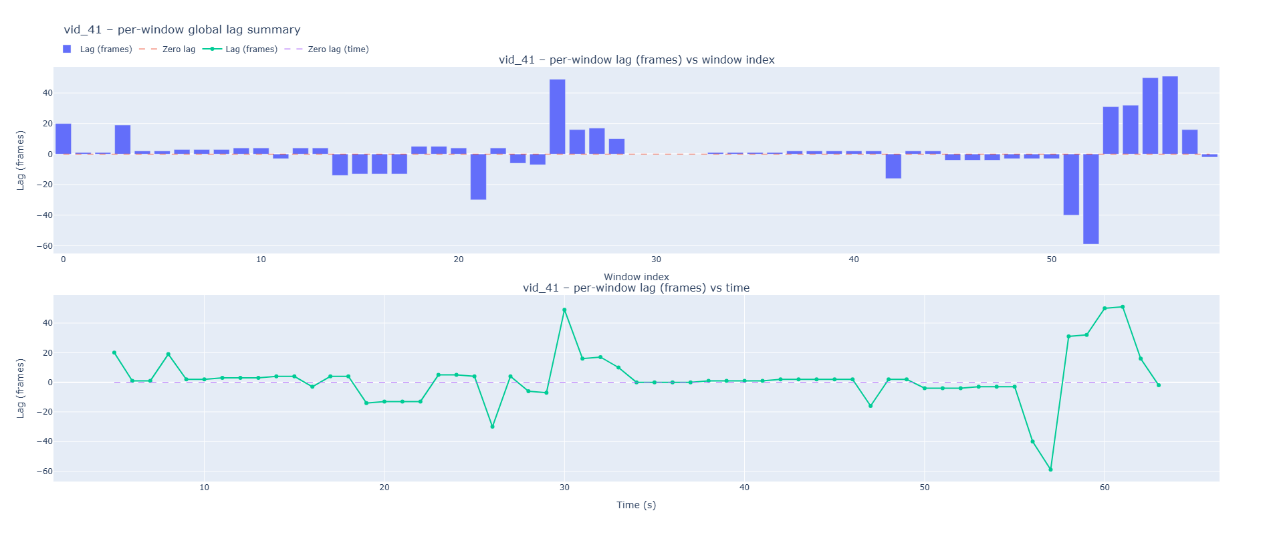 vid_41 – per-window global lag summary
Lag (frames) Zero lag Lag (frames) Zero lag (time)
vid_41 – per-window lag (frames) vs window index
Lag (frames)
40
20
0
−20
−40
−60
0 10 20 30 40 50
Window index
vid_41 – per-window lag (frames) vs time
Lag (frames)
40
20
0
−20
−40
−60
10 20 30 40 50 60
Time (s)